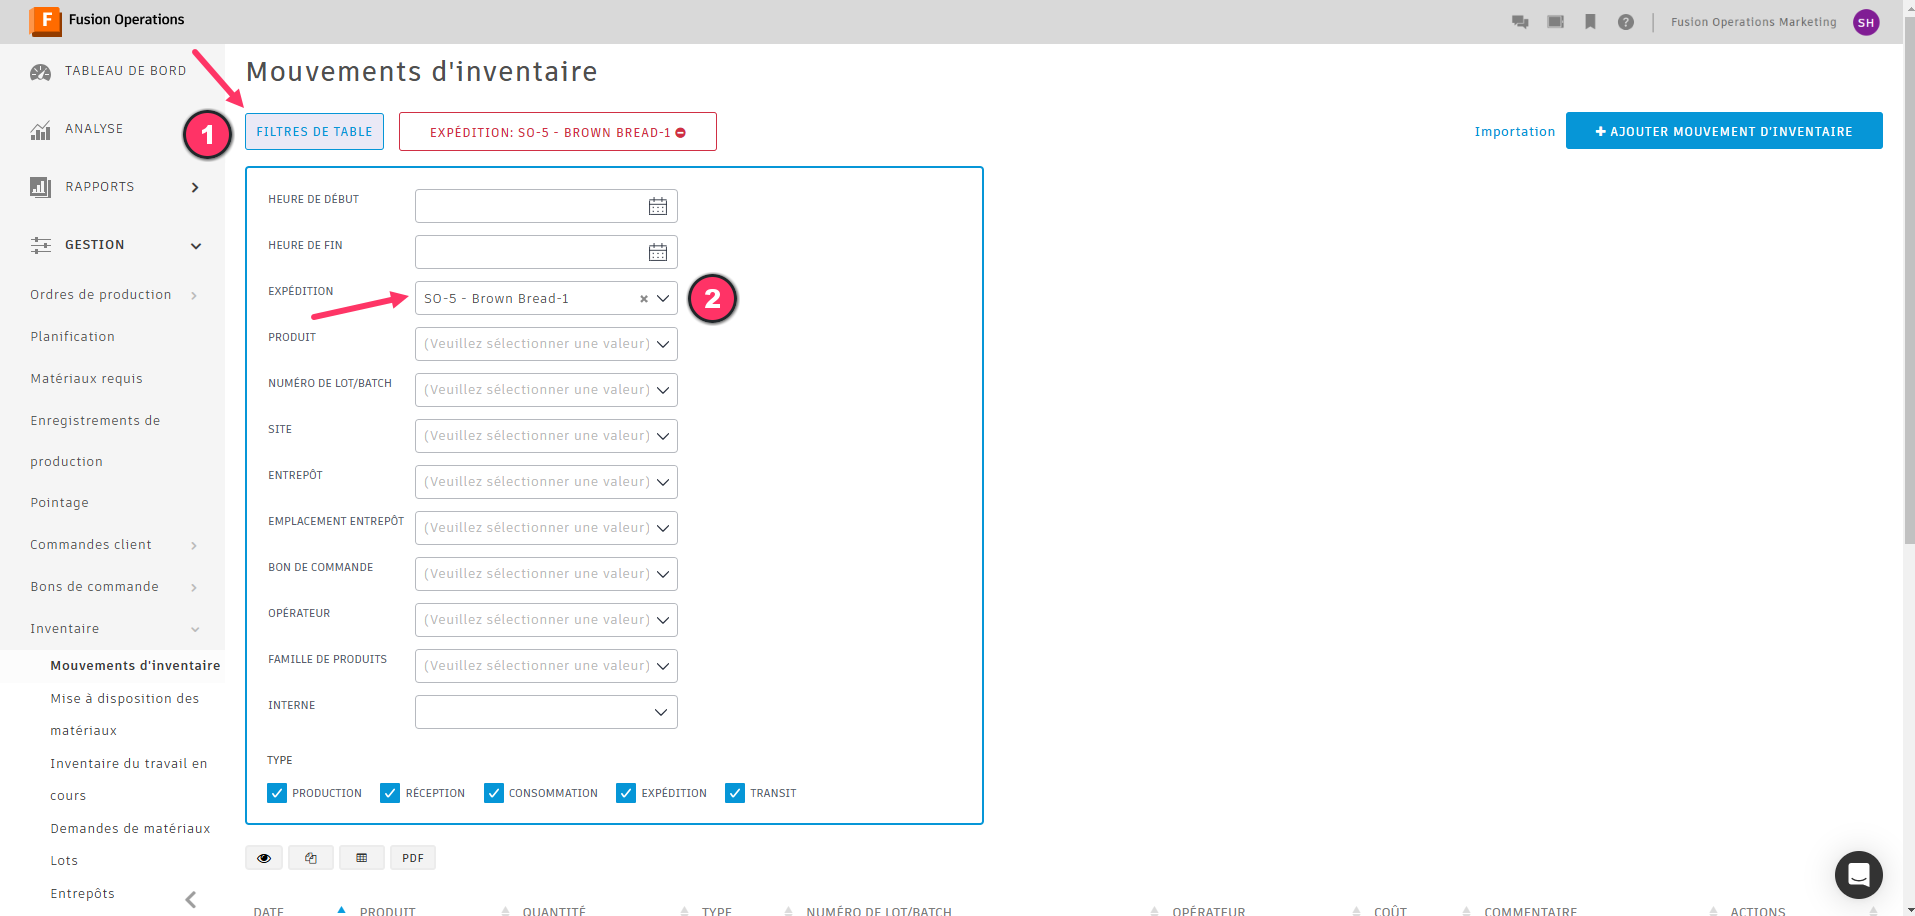 F Fusion Operations
Fusion Operations Marketing SH
TABLEAU DE BORD
ANALYSE
RAPPORTS
GESTION
Ordres de production
Planification
Matériaux requis
Enregistrements de
production
Pointage
Commandes client
Bons de commande
Inventaire
Mouvements d'inventaire
Mise à disposition des
matériaux
Inventaire du travail en
cours
Demandes de matériaux
Lots
Entrepôts
Mouvements d'inventaire
1
FILTRES DE TABLE
EXPÉDITION: SO-5 - BROWN BREAD-1
Importation
+ AJOUTER MOUVEMENT D'INVENTAIRE
HEURE DE DÉBUT
HEURE DE FIN
EXPÉDITION SO-5 - Brown Bread-1 2
PRODUIT (Veuillez sélectionner une valeur)
NUMÉRO DE LOT/BATCH (Veuillez sélectionner une valeur)
SITE (Veuillez sélectionner une valeur)
ENTREPÔT (Veuillez sélectionner une valeur)
EMPLACEMENT ENTREPÔT (Veuillez sélectionner une valeur)
BON DE COMMANDE (Veuillez sélectionner une valeur)
OPÉRATEUR (Veuillez sélectionner une valeur)
FAMILLE DE PRODUITS (Veuillez sélectionner une valeur)
INTERNE
TYPE
PRODUCTION RÉCEPTION CONSOMMATION EXPÉDITION TRANSIT
PDF
DATE PRODUIT QUANTITÉ TYPE NUMÉRO DE LOT/BATCH OPÉRATEUR COÛT COMMENTAIRE ACTIONS